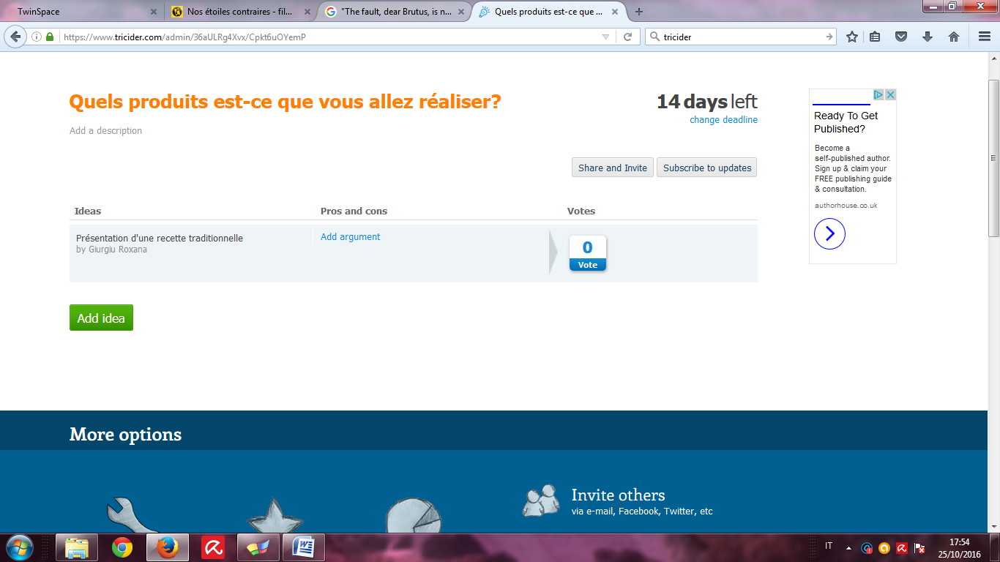 TwinSpace
Nos étoiles contraires - fil...
"The fault, dear Brutus, is n...
Quels produits est-ce que ...
https://www.tricider.com/admin/36aULRg4Xvx/Cpkt6uOYemP
tricider
Quels produits est-ce que vous allez réaliser?
14 days left
change deadline
Add a description
Share and Invite
Subscribe to updates
Ideas
Pros and cons
Votes
Présentation d'une recette traditionnelle
by Giurgiu Roxana
Add argument
0
Vote
Add idea
Ready To Get
Published?
Become a
self-published author.
Sign up & claim your
FREE publishing guide
& consultation.
authorhouse.co.uk
More options
Invite others
via e-mail, Facebook, Twitter, etc
IT
17:54
25/10/2016